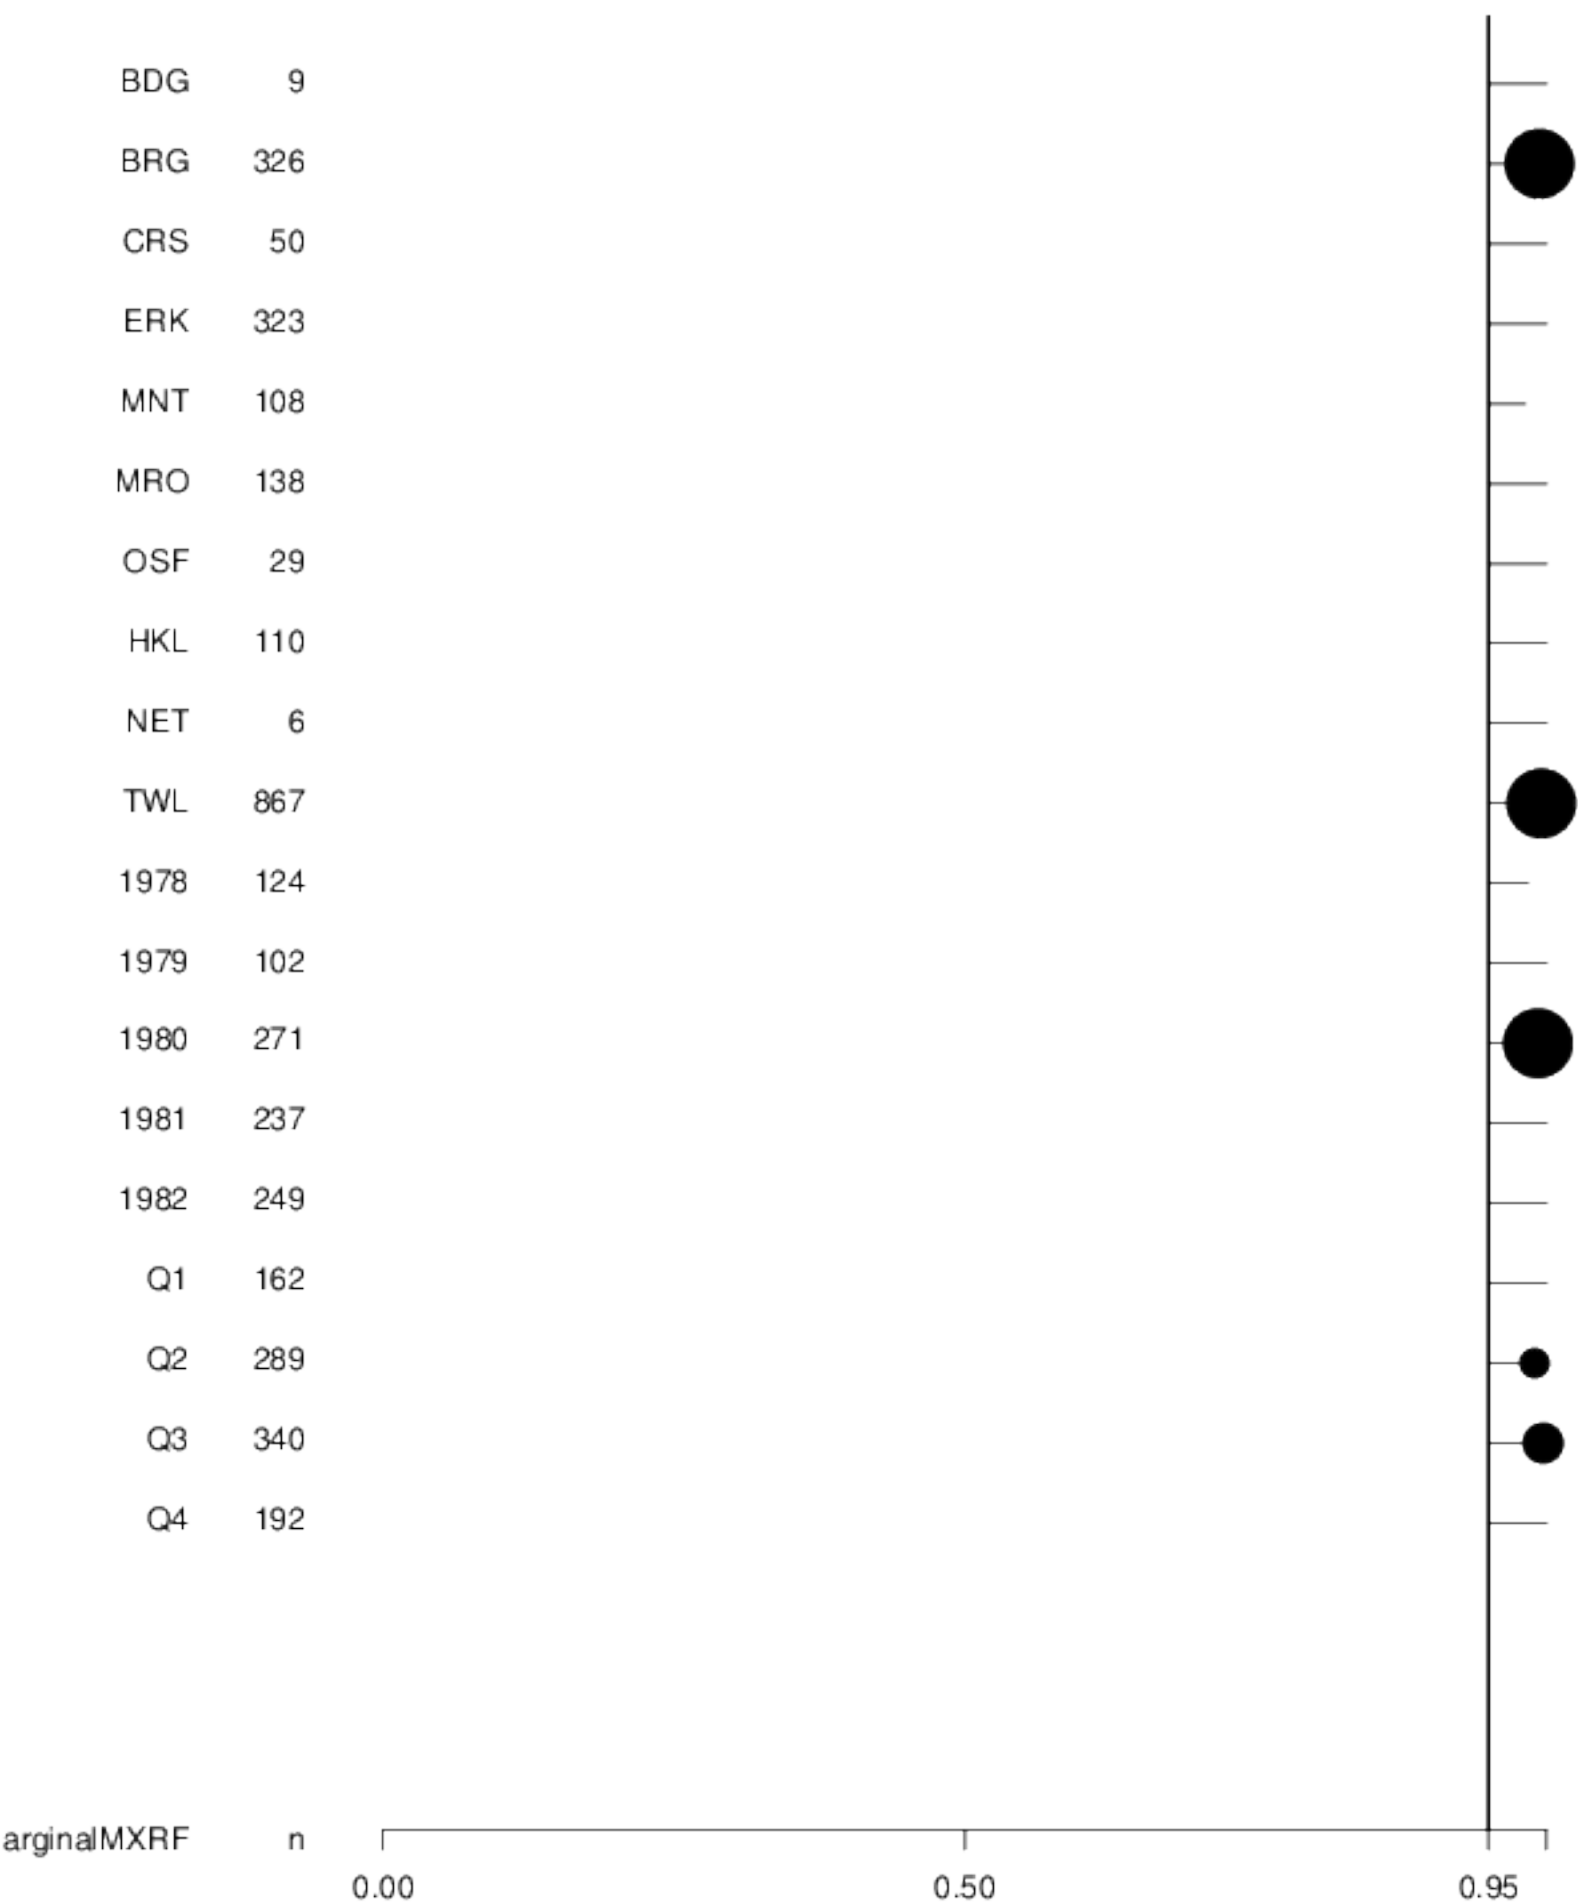 BDG 9
BRG 326
CRS 50
ERK 323
MNT 108
MRO 138
OSF 29
HKL 110
NET 6
TWL 867
1978 124
1979 102
1980 271
1981 237
1982 249
Q1 162
Q2 289
Q3 340
Q4 192
arginalMXRF n
0.00 0.50 0.95